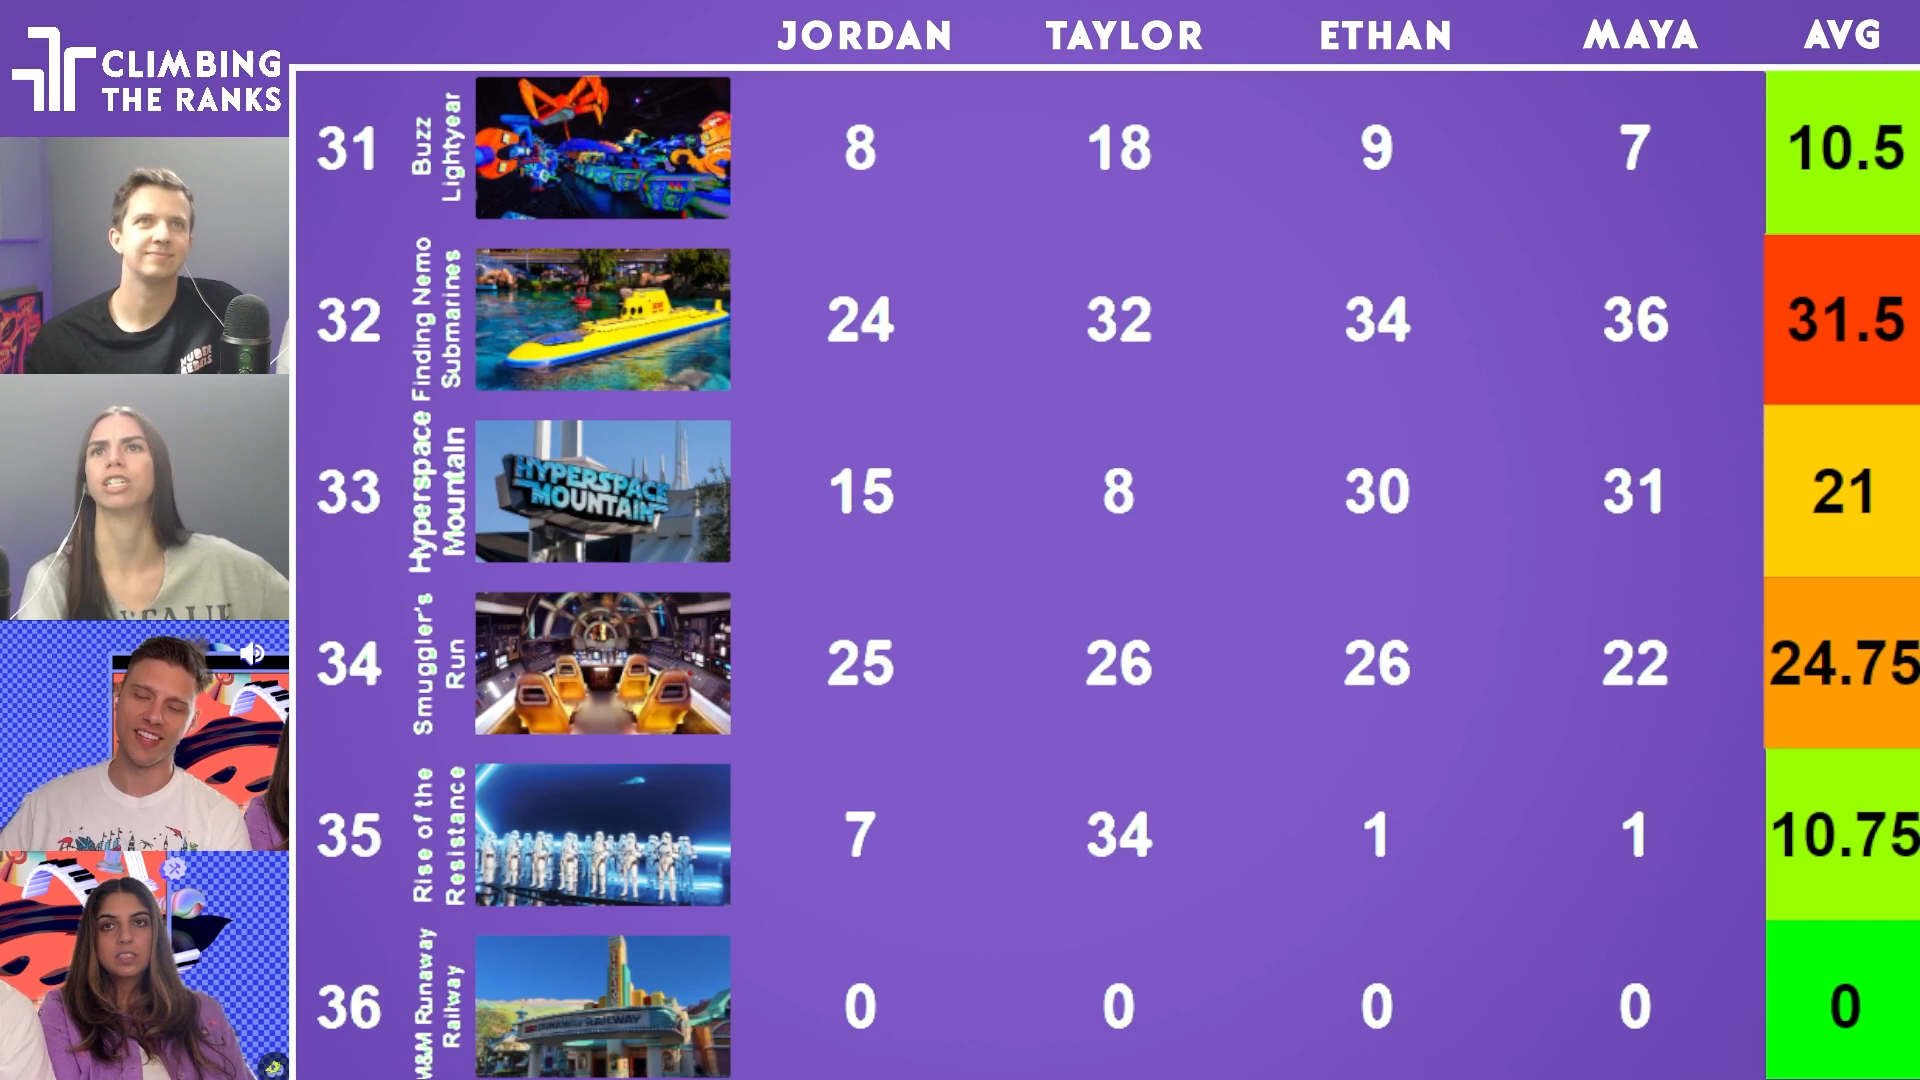 CLIMBING
THE RANKS
JORDAN TAYLOR ETHAN MAYA AVG
31 Buzz Lightyear 8 18 9 7 10.5
32 Finding Nemo Submarines 24 32 34 36 31.5
33 Hyperspace Mountain 15 8 30 31 21
HYPERSPACE
MOUNTAIN
34 Smuggler's Run 25 26 26 22 24.75
35 Rise of the Resistance 7 34 1 1 10.75
36 M&M Runaway Railway 0 0 0 0 0
RUNAWAY RAILWAY